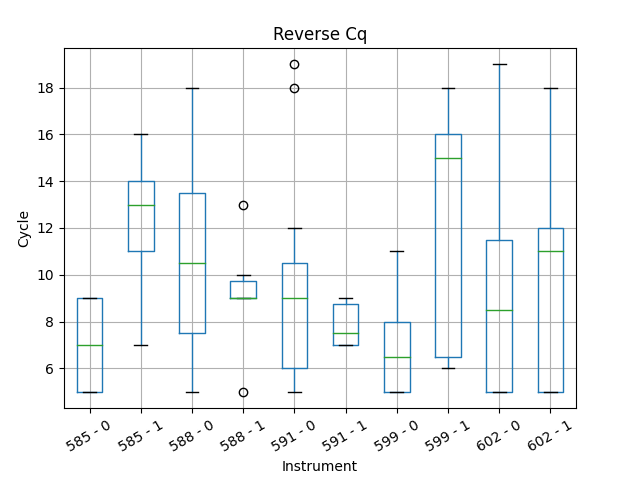 Reverse Cq
Cycle
18
16
14
12
10
8
6
585 - 0
585 - 1
588 - 0
588 - 1
591 - 0
591 - 1
599 - 0
599 - 1
602 - 0
602 - 1
Instrument